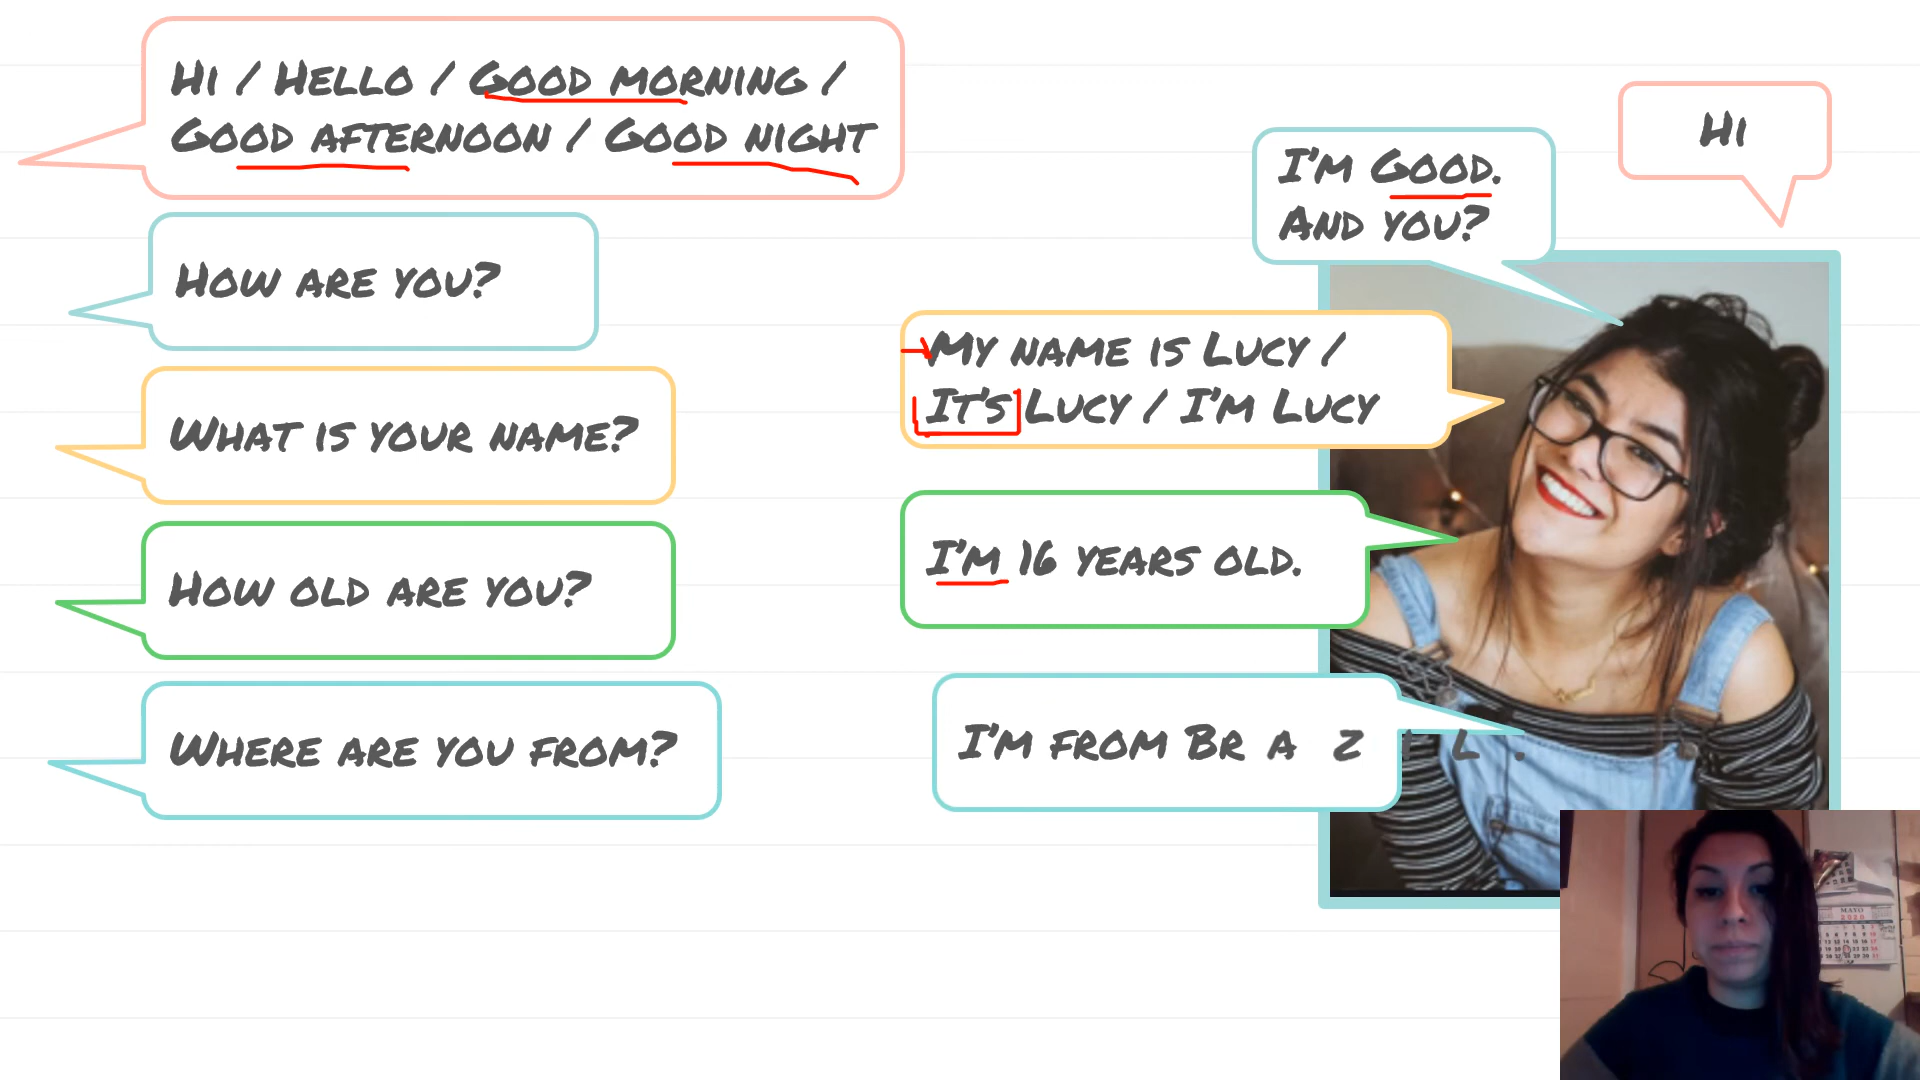 Hi / Hello / Good morning /
Good afternoon / Good night
How are you?
What is your name?
How old are you?
Where are you from?
Hi
I'm Good.
And you?
My name is Lucy /
It's Lucy / I'm Lucy
I'm 16 years old.
I'm from Br a z i l .
MAYO
2020